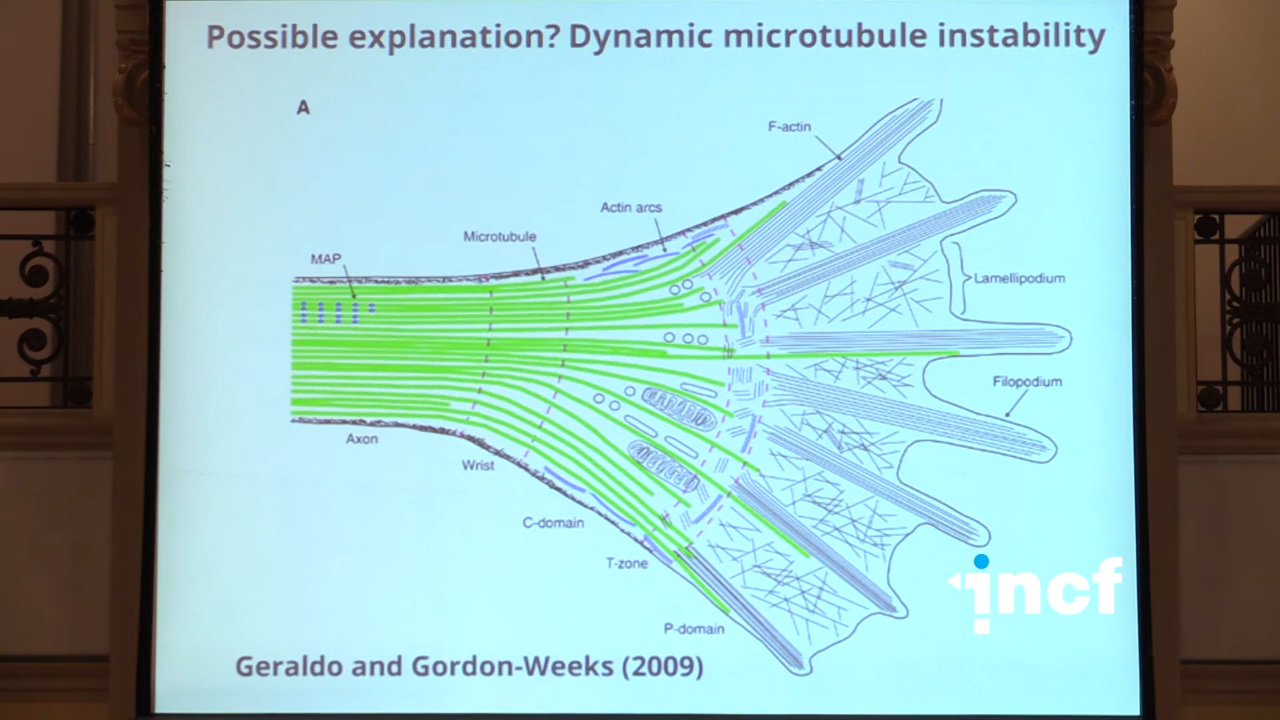 Possible explanation? Dynamic microtubule instability
A
F-actin
Actin arcs
Microtubule
MAP
Lamellipodium
Filopodium
Axon
Wrist
C-domain
T-zone
P-domain
incf
Geraldo and Gordon-Weeks (2009)